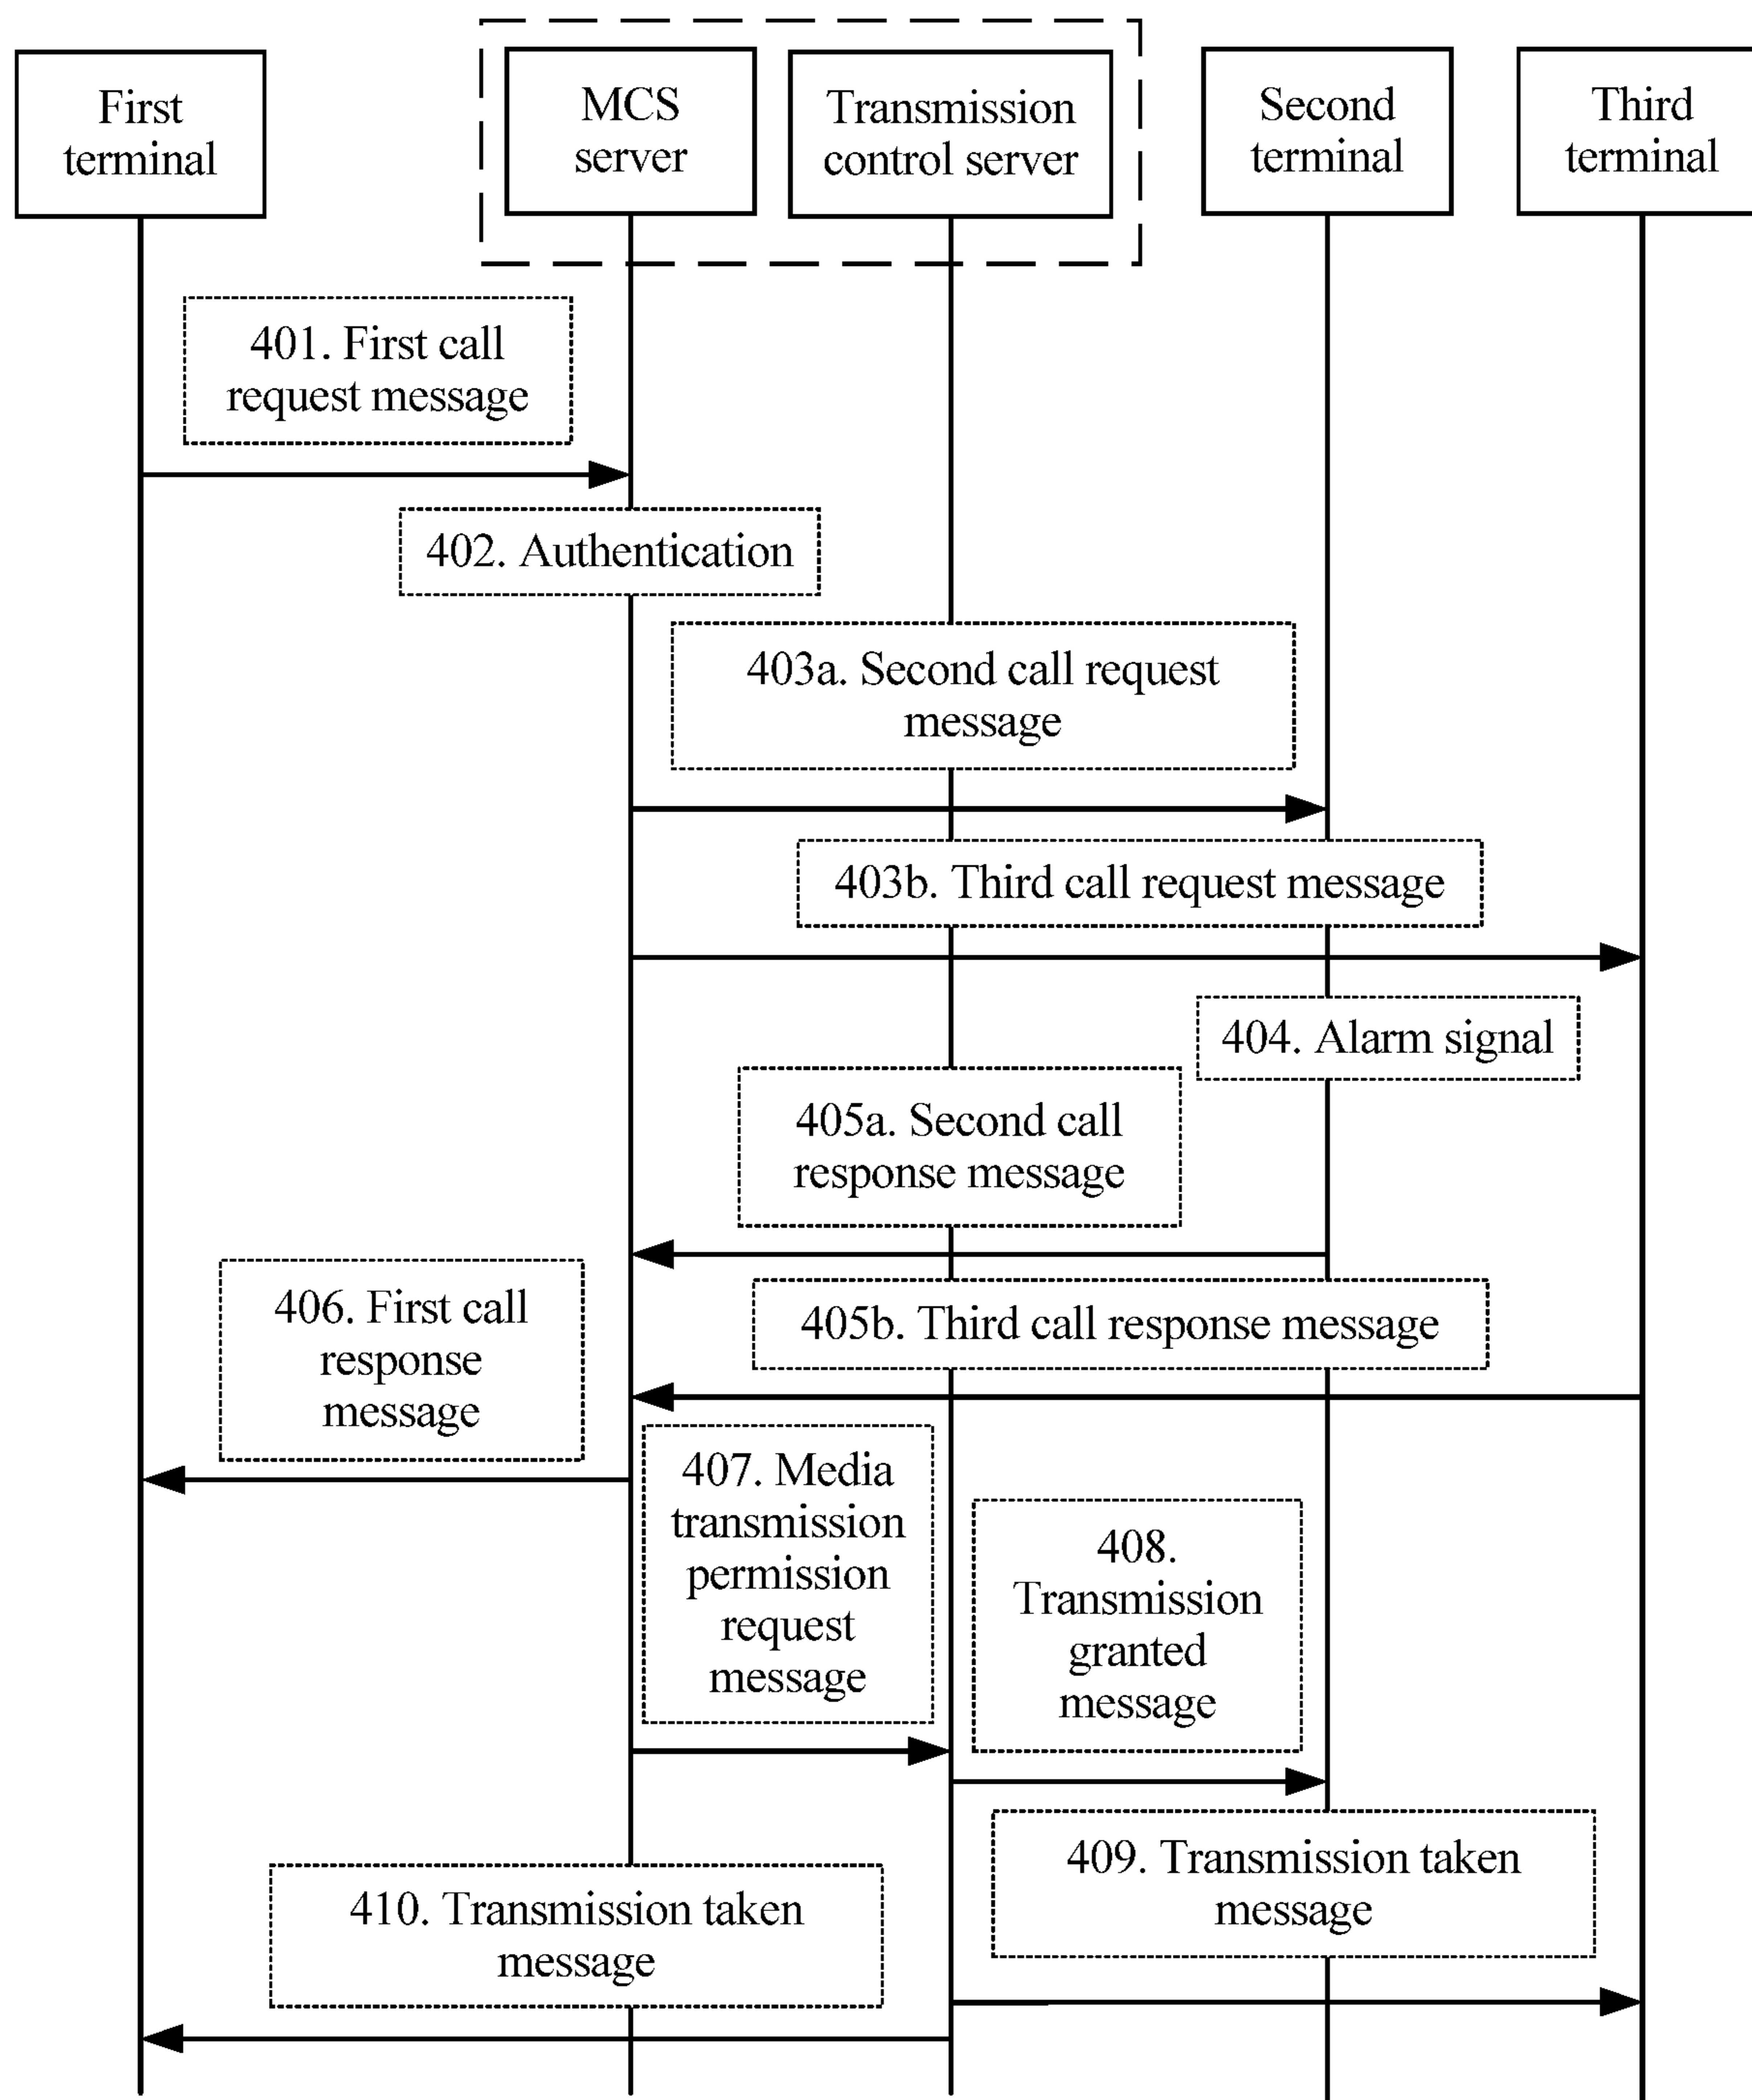 First
terminal
MCS
server
Transmission
control server
Second
terminal
Third
terminal
401. First call
request message
402. Authentication
403a. Second call request
message
403b. Third call request message
404. Alarm signal
405a. Second call
response message
406. First call
response
message
405b. Third call response message
407. Media
transmission
permission
request
message
408.
Transmission
granted
message
409. Transmission taken
message
410. Transmission taken
message